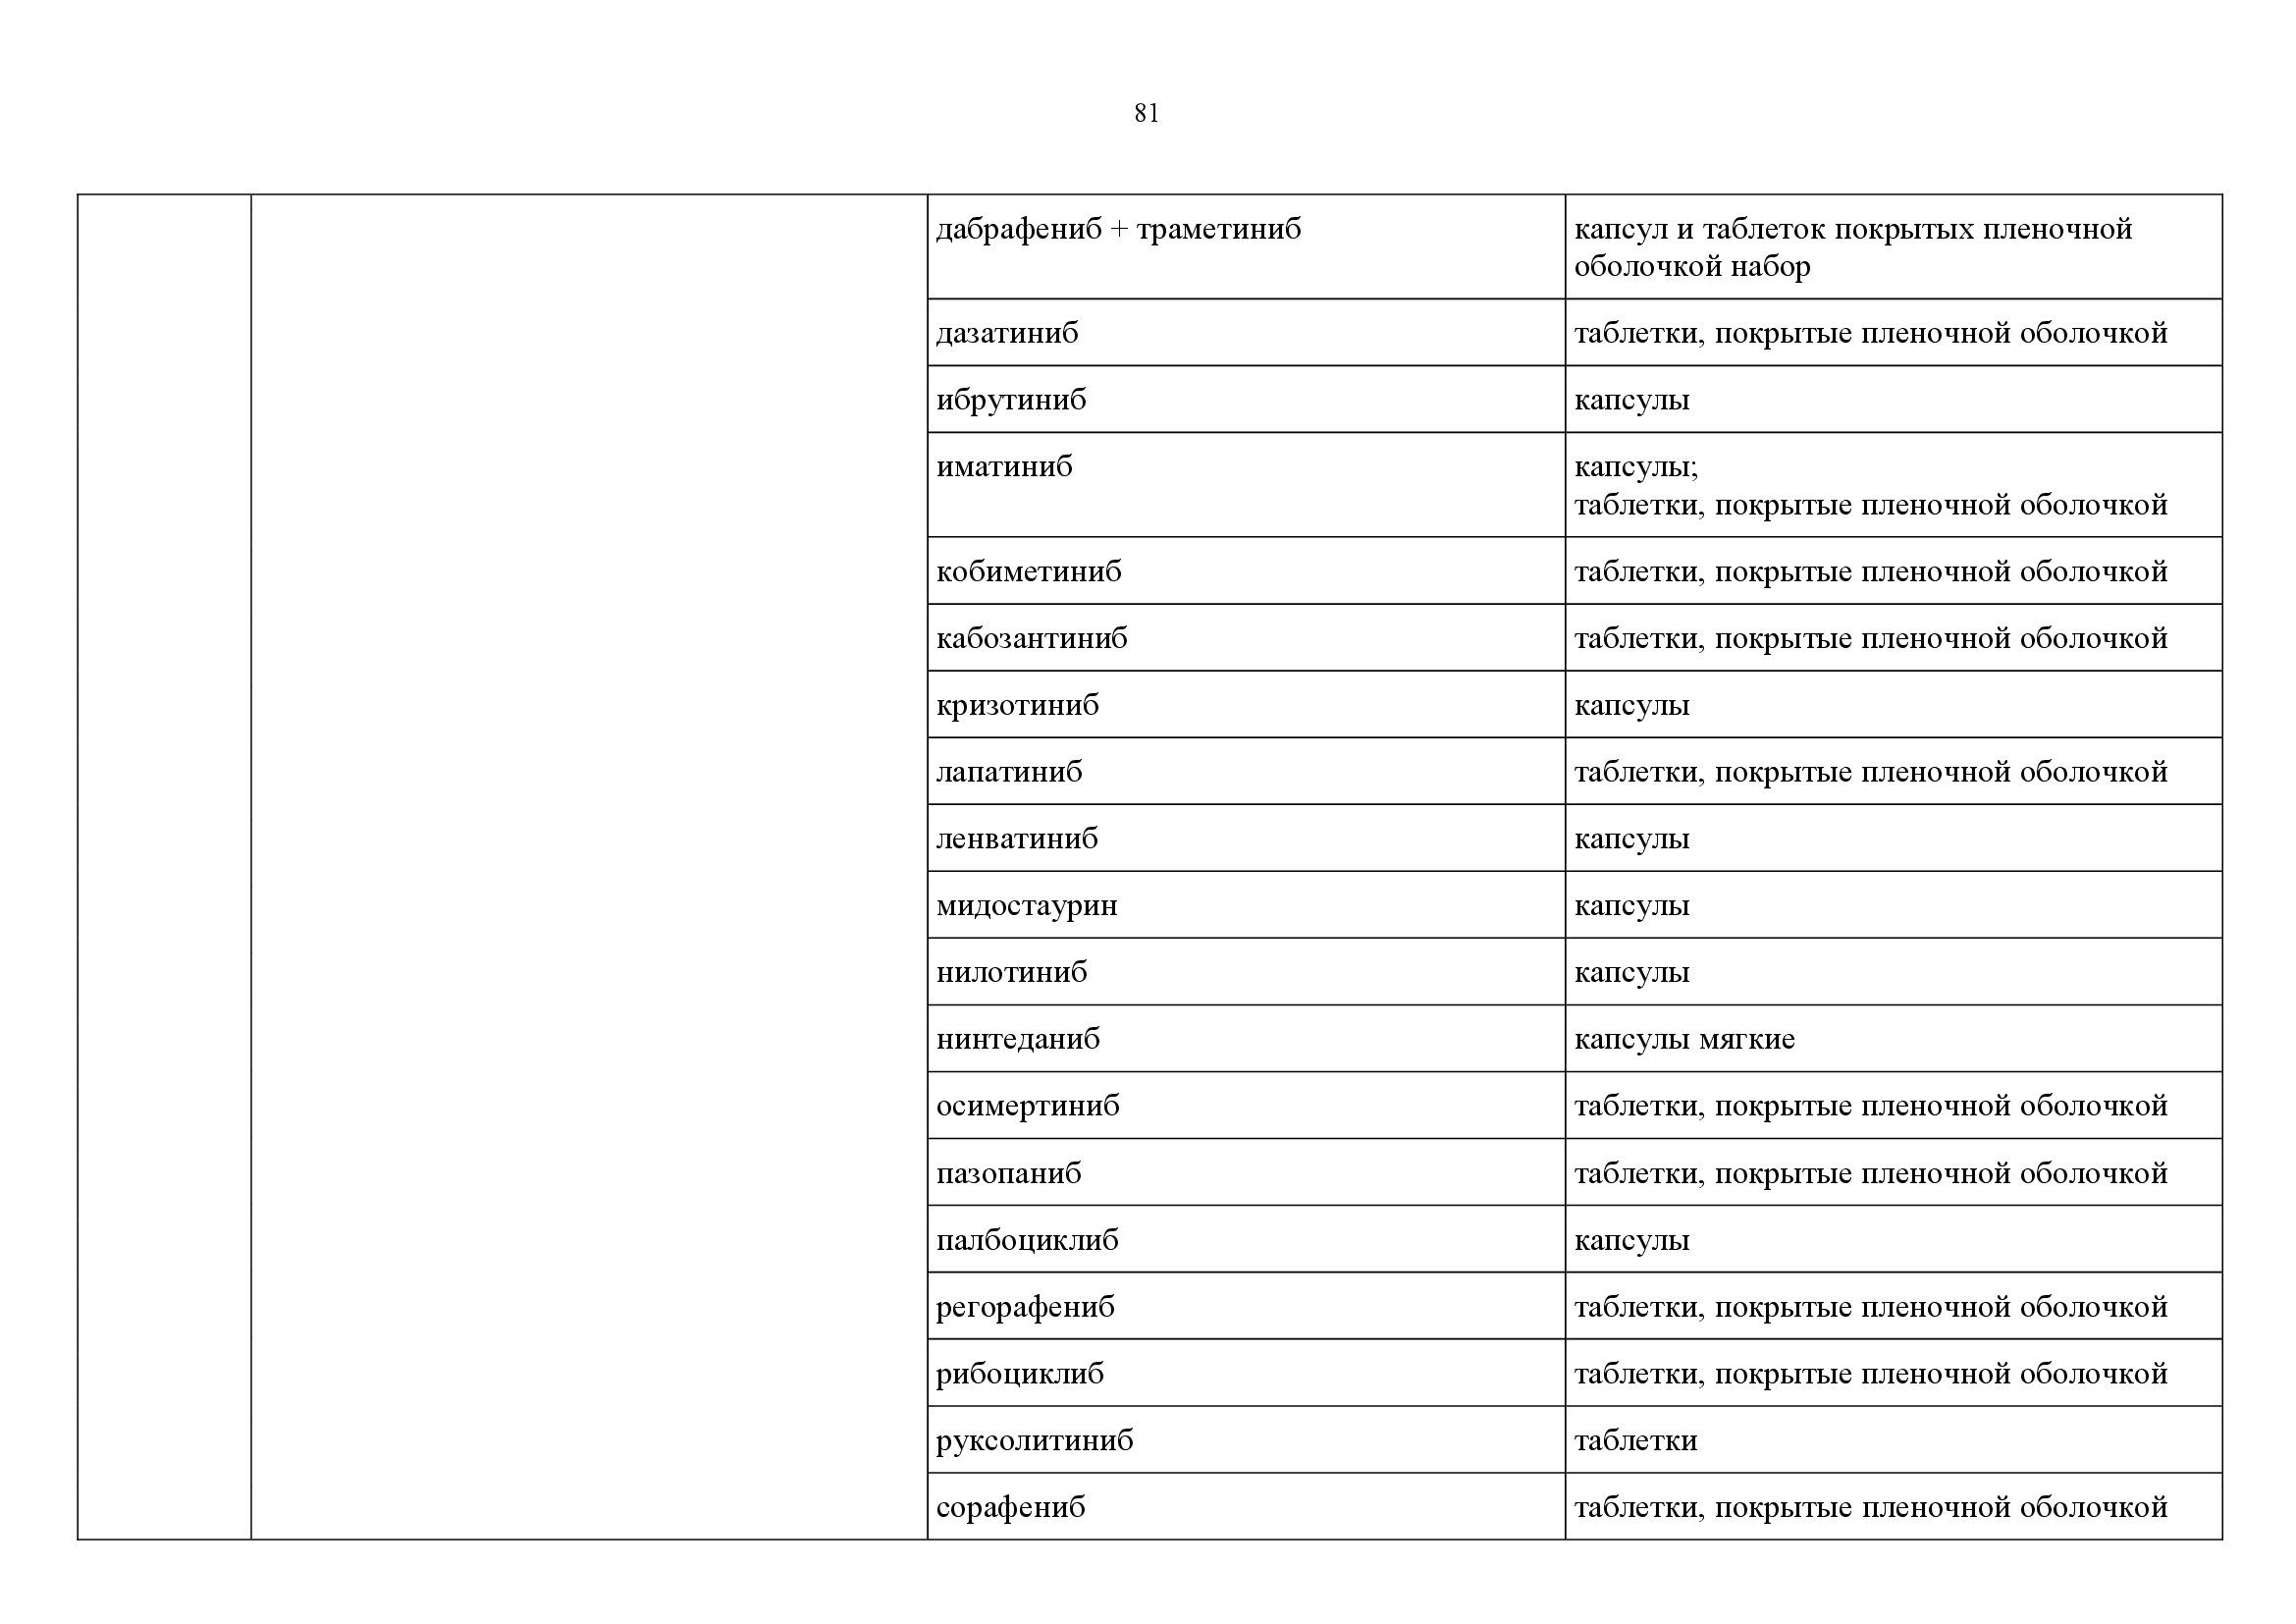 81
дабрафениб + траметиниб
капсул и таблеток покрытых пленочной
оболочкой набор
дазатиниб
таблетки, покрытые пленочной оболочкой
ибрутиниб
капсулы
иматиниб
капсулы;
таблетки, покрытые пленочной оболочкой
кобиметиниб
таблетки, покрытые пленочной оболочкой
кабозантиниб
таблетки, покрытые пленочной оболочкой
кризотиниб
капсулы
лапатиниб
таблетки, покрытые пленочной оболочкой
ленватиниб
капсулы
мидостаурин
капсулы
нилотиниб
капсулы
нинтеданиб
капсулы мягкие
осимертиниб
таблетки, покрытые пленочной оболочкой
пазопаниб
таблетки, покрытые пленочной оболочкой
палбоциклиб
капсулы
регорафениб
таблетки, покрытые пленочной оболочкой
рибоциклиб
таблетки, покрытые пленочной оболочкой
руксолитиниб
таблетки
сорафениб
таблетки, покрытые пленочной оболочкой